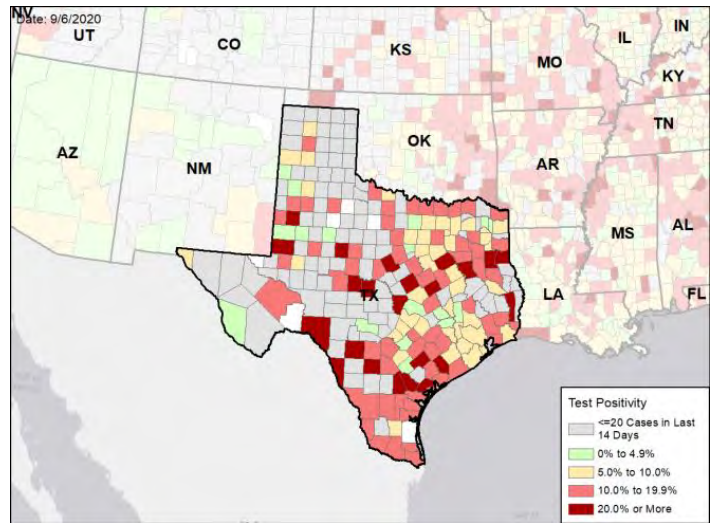 Date: 9/6/2020
NV
UT
CO
KS
MO
IL
IN
KY
TN
AZ
NM
OK
AR
MS
AL
TX
LA
FL
Test Positivity
<=20 Cases in Last
14 Days
0% to 4.9%
5.0% to 10.0%
10.0% to 19.9%
20.0% or More